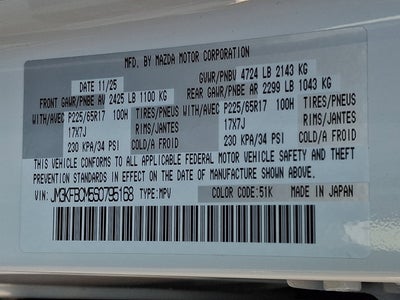 MFD. BY MAZDA MOTOR CORPORATION
DATE 11/25 GVWR/PNBV 4724 LB 2143 KG
FRONT GAWR/PNBE AV 2425 LB 1100 KG REAR GAWR/PNBE AR 2299 LB 1043 KG
WITH/AVEC P225/65R17 100H TIRES/PNEUS WITH/AVEC P225/65R17 100H TIRES/PNEUS
17X7J RIMS/JANTES 17X7J RIMS/JANTES
230 KPA/34 PSI COLD/A FROID 230 KPA/34 PSI COLD/A FROID
THIS VEHICLE CONFORMS TO ALL APPLICABLE FEDERAL MOTOR VEHICLE SAFETY AND THEFT
PREVENTION STANDARDS IN EFFECT ON THE DATE OF MANUFACTURE SHOWN ABOVE.
VIN: JM3KFBCM5S0795168 TYPE:MPV COLOR CODE:51K MADE IN JAPAN